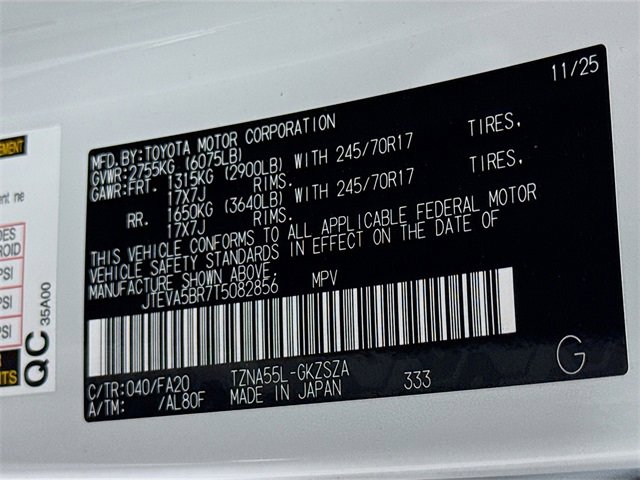 11/25
MFD.BY:TOYOTA MOTOR CORPORATION
GVWR:2755KG (6075LB)
GAWR:FRT. 1315KG (2900LB) WITH 245/70R17 TIRES,
17X7J RIMS.
RR. 1650KG (3640LB) WITH 245/70R17 TIRES,
17X7J RIMS.
THIS VEHICLE CONFORMS TO ALL APPLICABLE FEDERAL MOTOR
VEHICLE SAFETY STANDARDS IN EFFECT ON THE DATE OF
MANUFACTURE SHOWN ABOVE.
JTEVA5BR7T5082856 MPV
C/TR:040/FA20 TZNA55L-GKZSZA 333
A/TM: /AL80F MADE IN JAPAN
G
QC 35A00
PSI
PSI